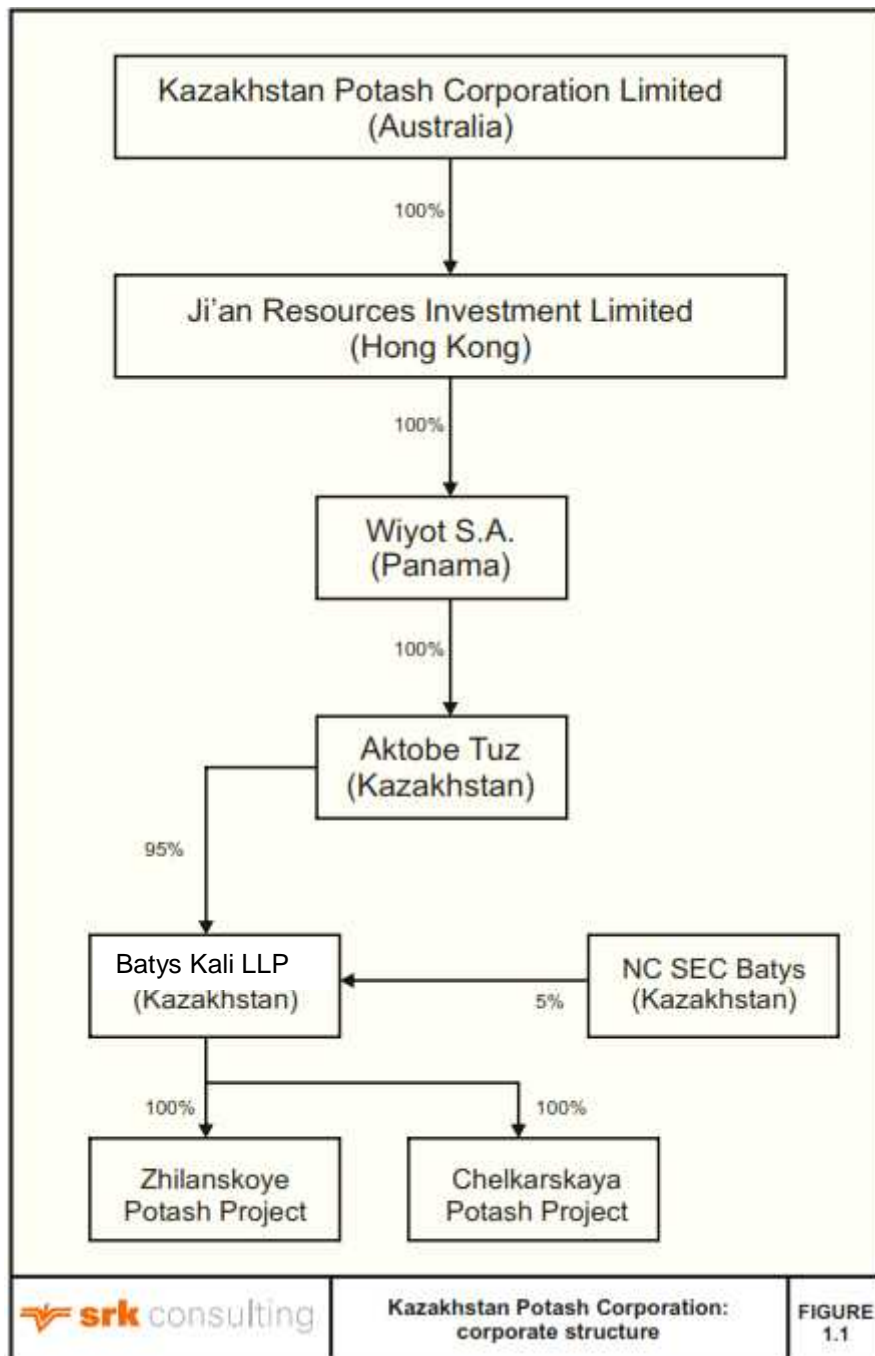 Kazakhstan Potash Corporation Limited
(Australia)
100%
Ji'an Resources Investment Limited
(Hong Kong)
100%
Wiyot S.A.
(Panama)
100%
Aktobe Tuz
(Kazakhstan)
95%
Batys Kali LLP
(Kazakhstan)
NC SEC Batys
(Kazakhstan)
5%
100%
100%
Zhilanskoye
Potash Project
Chelkarskaya
Potash Project
srk consulting
Kazakhstan Potash Corporation:
corporate structure
FIGURE
1.1